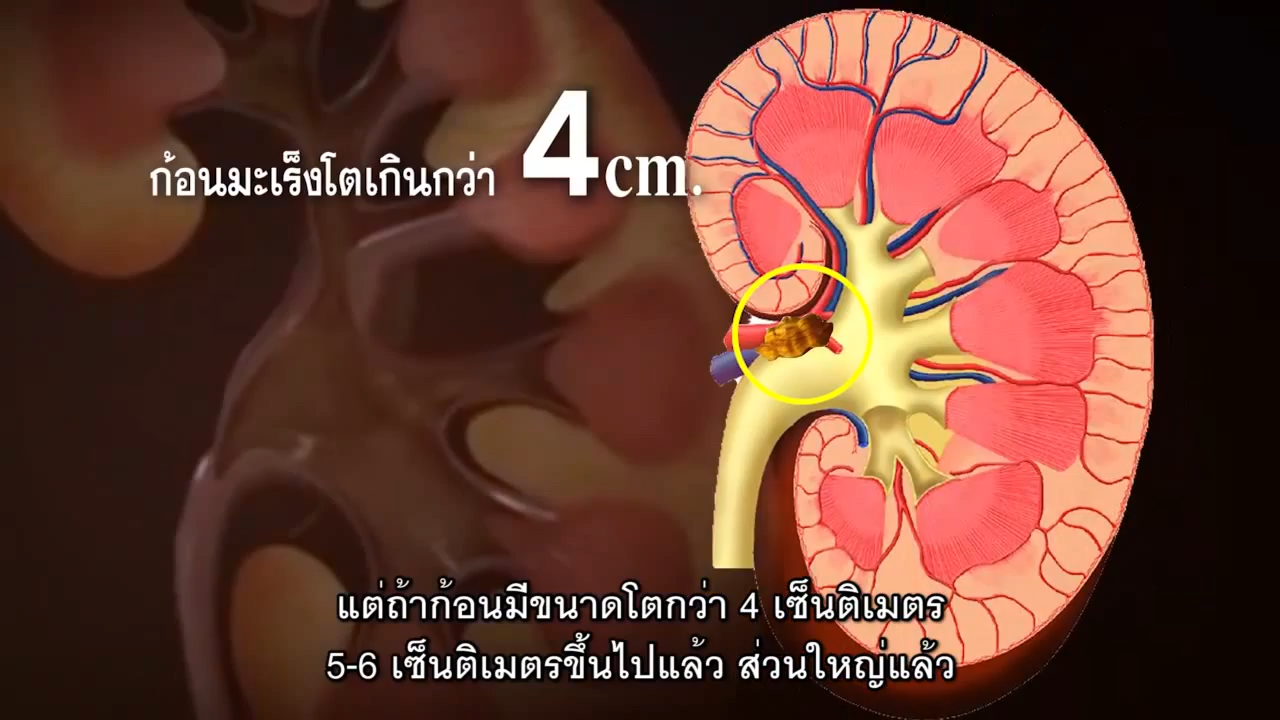 ก้อนมะเร็งโตเกินกว่า 4cm.
แต่ถ้าก้อนมีขนาดโตกว่า 4 เซ็นติเมตร
5-6 เซ็นติเมตรขึ้นไปแล้ว ส่วนใหญ่แล้ว